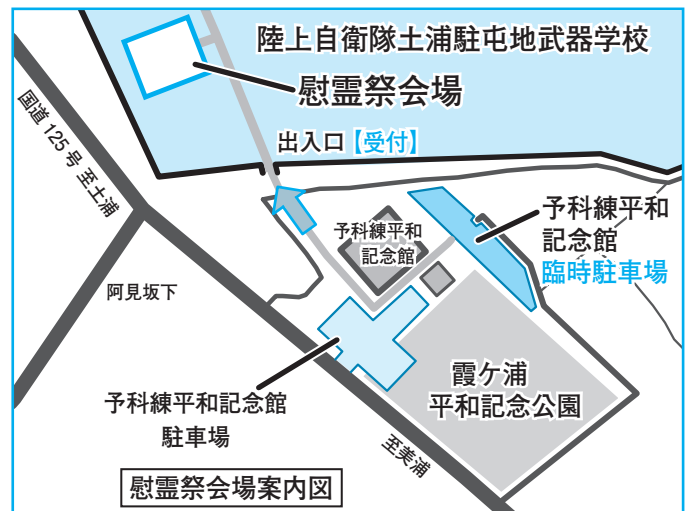 陸上自衛隊土浦駐屯地武器学校
慰霊祭会場
出入口【受付】
国道125号 至土浦
予科練平和
記念館
予科練平和
記念館
臨時駐車場
阿見坂下
霞ケ浦
平和記念公園
予科練平和記念館
駐車場
至美浦
慰霊祭会場案内図